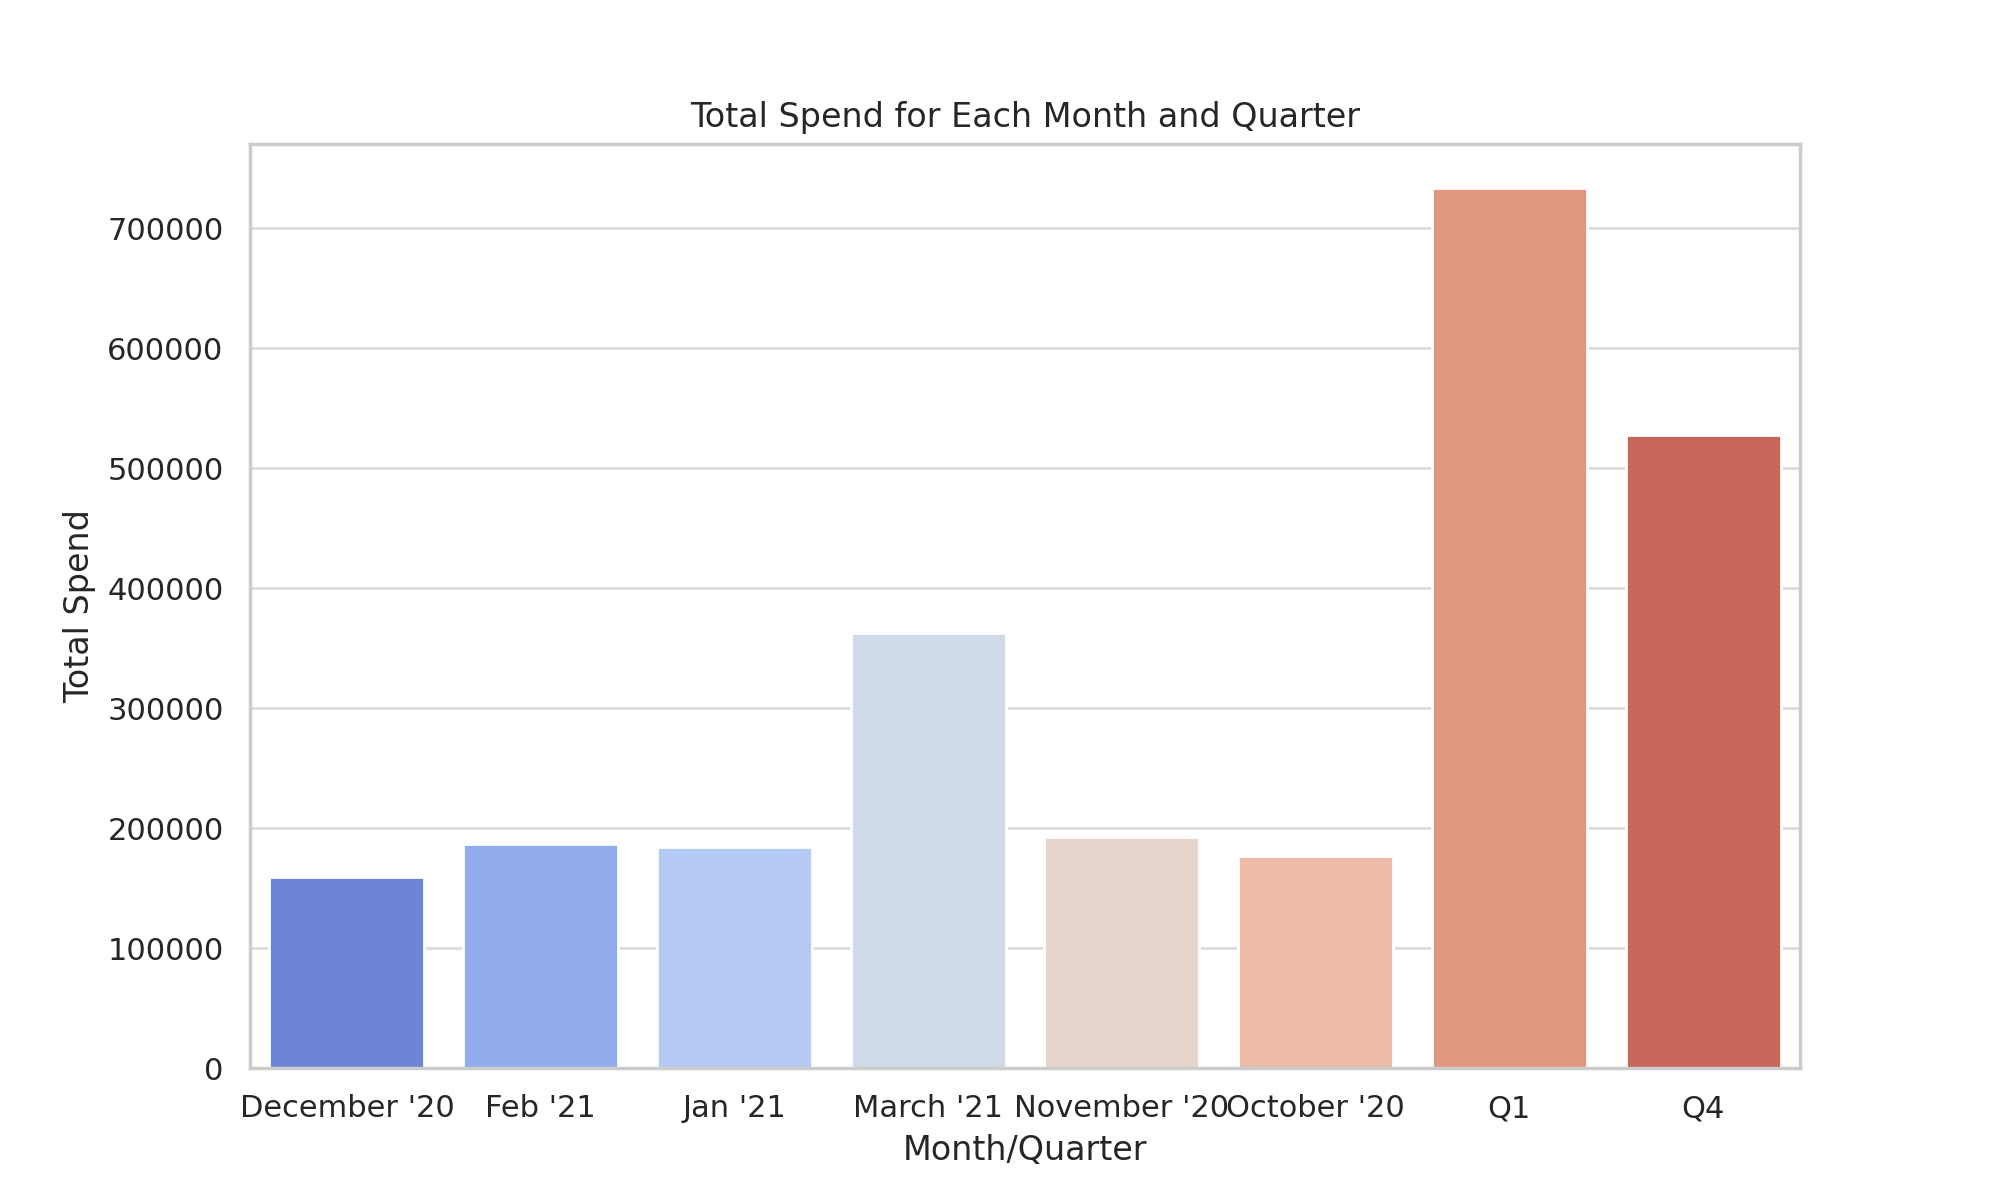 Total Spend for Each Month and Quarter
Total Spend
700000
600000
500000
400000
300000
200000
100000
0
December '20 Feb '21 Jan '21 March '21 November '20 October '20 Q1 Q4
Month/Quarter